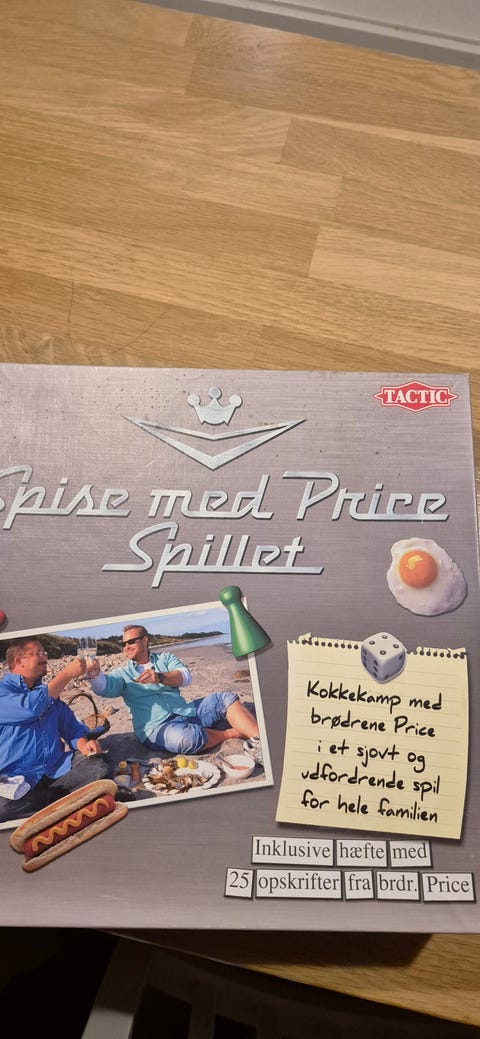 TACTIC
Spise med Price
Spillet
Kokkekamp med
brødrene Price
i et sjovt og
udfordrende spil
for hele familien
Inklusive hæfte med
25 opskrifter fra brdr. Price